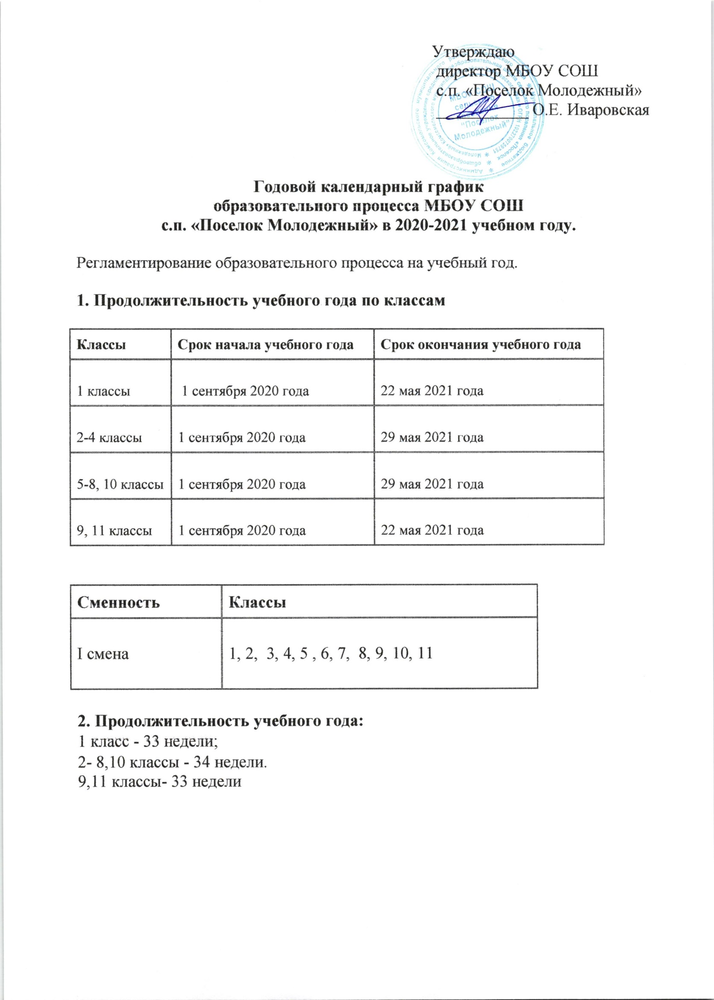 Утверждаю
директор МБОУ СОШ
с.п. «Поселок Молодежный»
О.Е. Иваровская
МБОУ СОШ
сельского
"Поселок
Молодежный"
Годовой календарный график
образовательного процесса МБОУ СОШ
с.п. «Поселок Молодежный» в 2020-2021 учебном году.
Регламентирование образовательного процесса на учебный год.
1. Продолжительность учебного года по классам
Классы Срок начала учебного года Срок окончания учебного года
1 классы 1 сентября 2020 года 22 мая 2021 года
2-4 классы 1 сентября 2020 года 29 мая 2021 года
5-8, 10 классы 1 сентября 2020 года 29 мая 2021 года
9, 11 классы 1 сентября 2020 года 22 мая 2021 года
Сменность Классы
I смена 1, 2, 3, 4, 5 , 6, 7, 8, 9, 10, 11
2. Продолжительность учебного года:
1 класс - 33 недели;
2- 8,10 классы - 34 недели.
9,11 классы- 33 недели